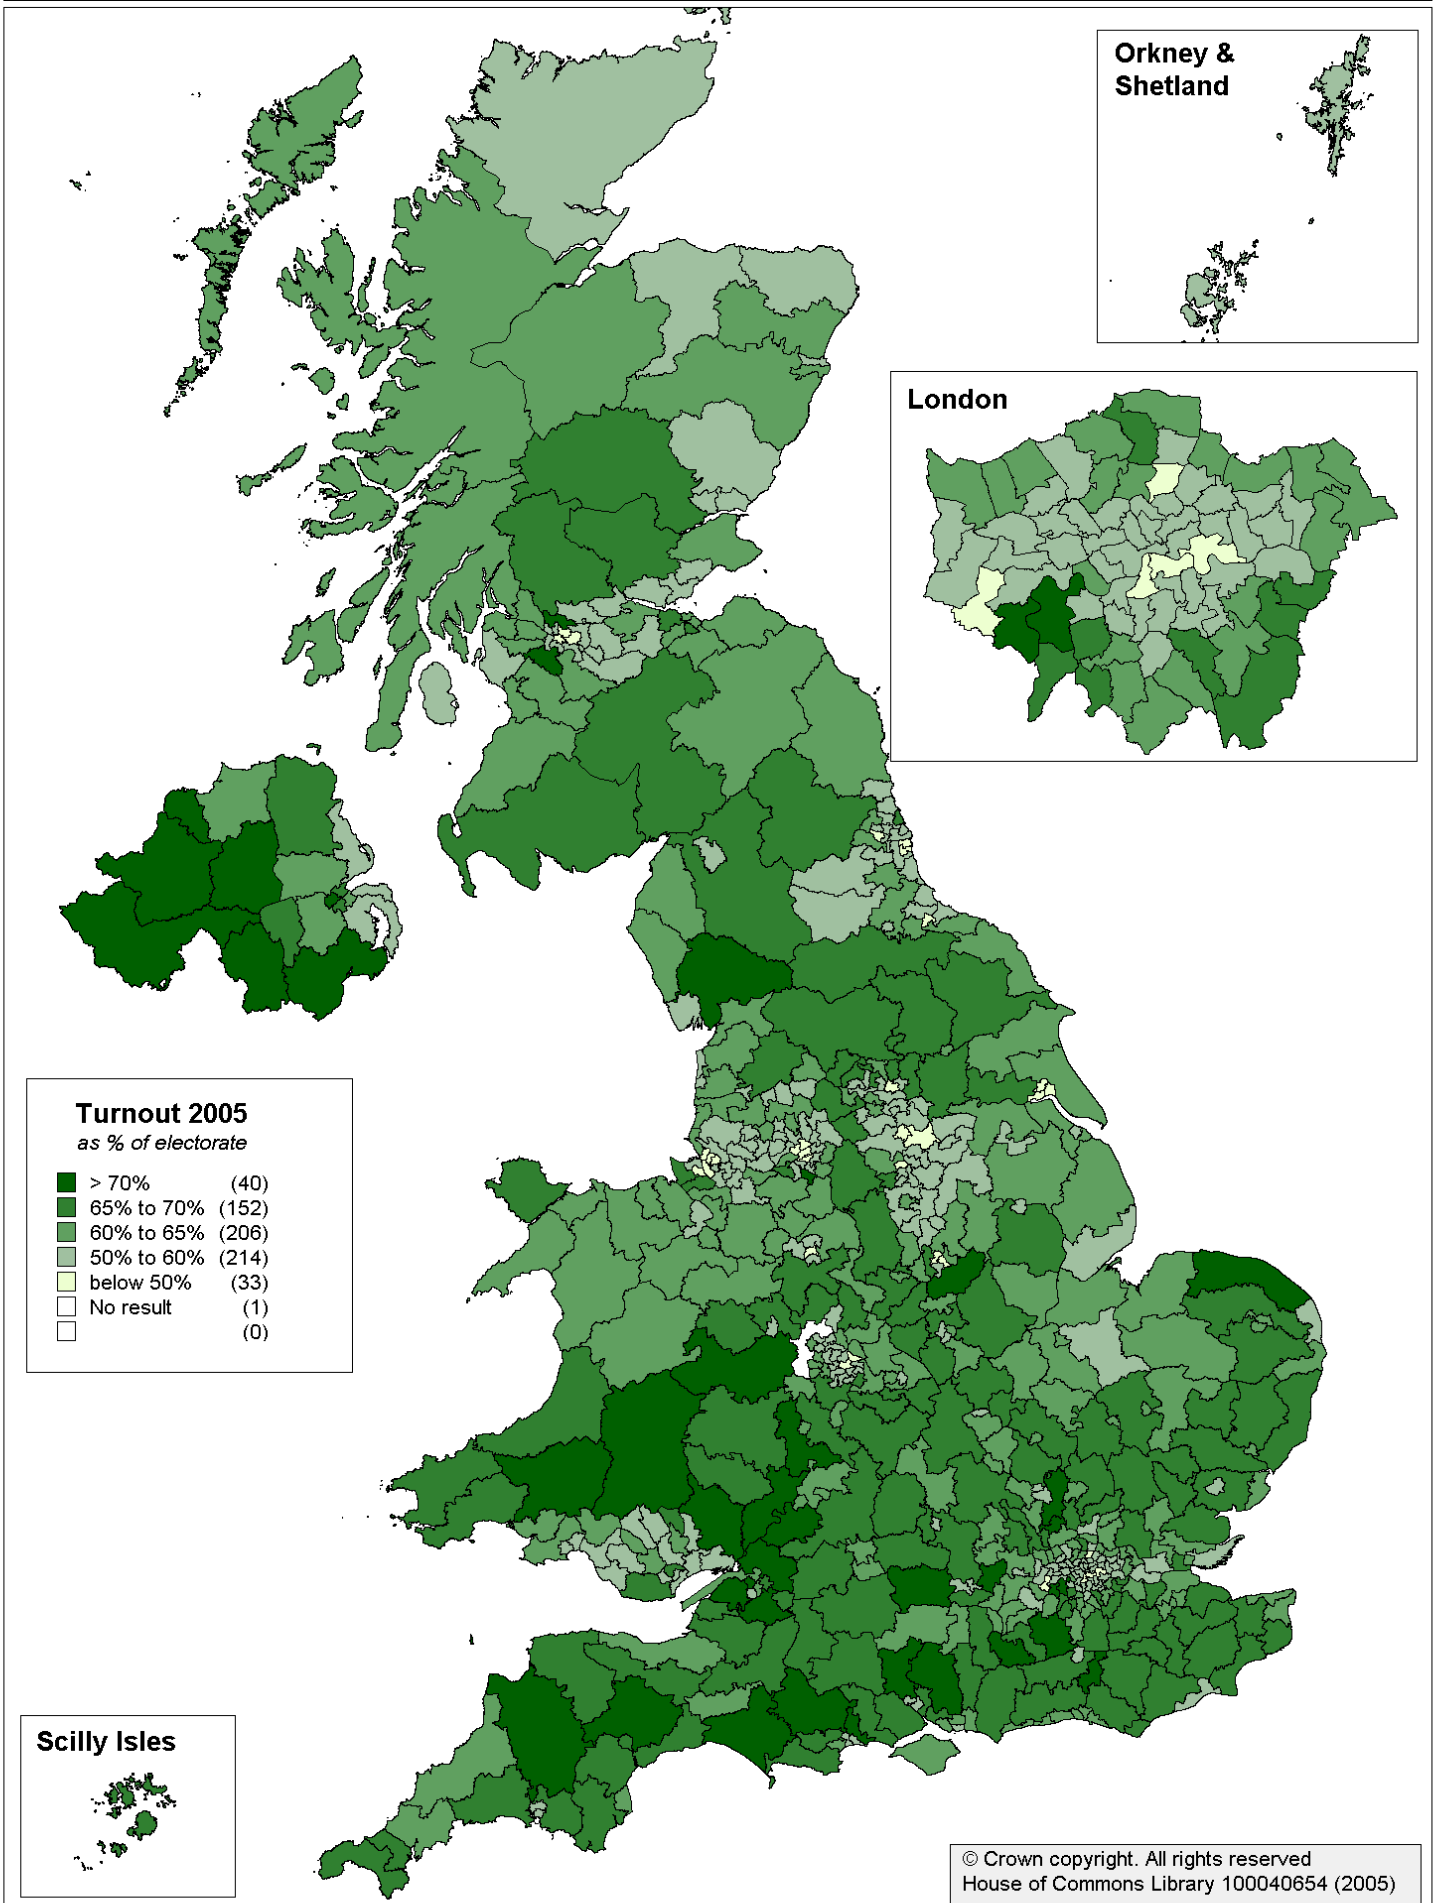 Orkney &
Shetland
London
Turnout 2005
as % of electorate
> 70% (40)
65% to 70% (152)
60% to 65% (206)
50% to 60% (214)
below 50% (33)
No result (1)
(0)
Scilly Isles
© Crown copyright. All rights reserved
House of Commons Library 100040654 (2005)